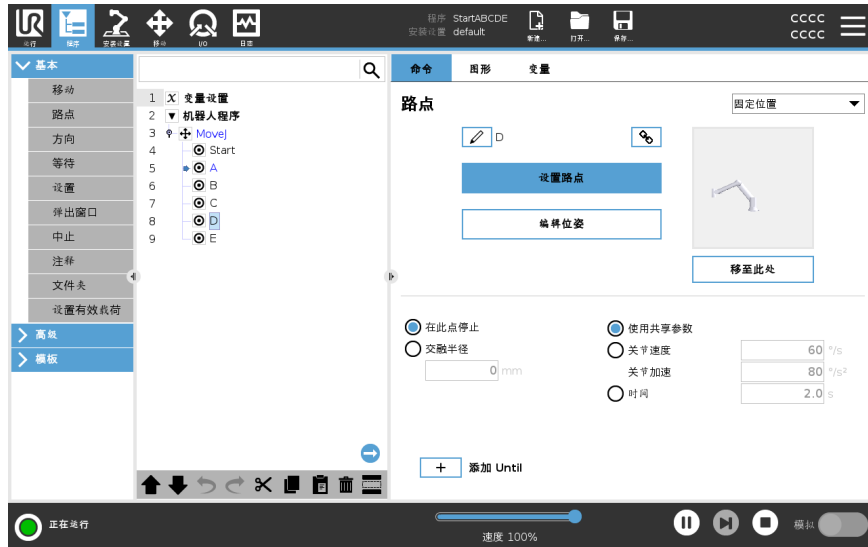 UR
运行
程序
安装设置
移动
I/O
日志
程序 StartABCDE
安装设置 default
新建...
打开...
保存...
cccc
cccc
基本
移动
路点
方向
等待
设置
弹出窗口
中止
注释
文件夹
设置有效载荷
高级
模板
1 X 变量设置
2 机器人程序
3 MoveJ
4 Start
5 A
6 B
7 C
8 D
9 E
命令 图形 变量
路点
固定位置
D
设置路点
编辑位姿
移至此处
在此点停止
交融半径
0 mm
使用共享参数
关节速度 60 °/s
关节加速 80 °/s²
时间 2.0 s
+ 添加 Until
正在运行
速度 100%
模拟